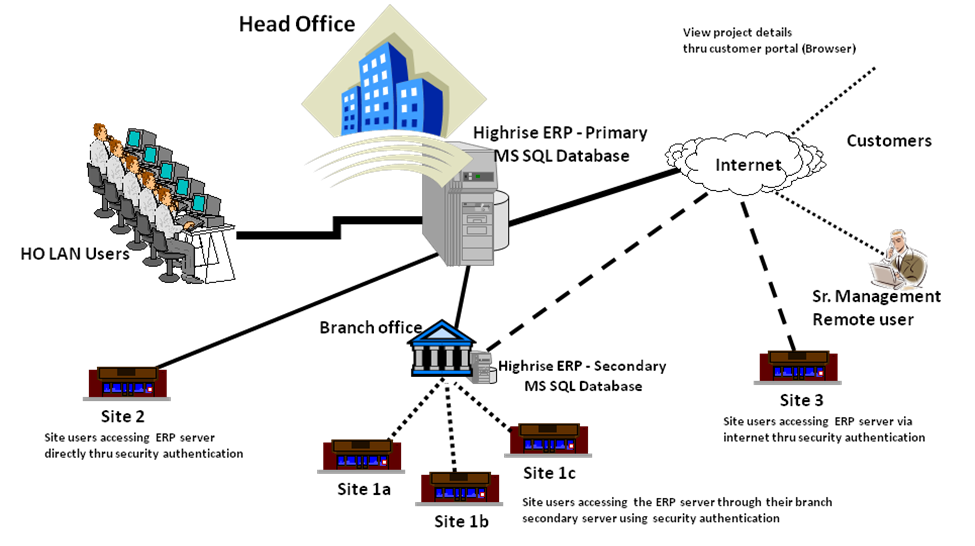 Head Office
View project details
thru customer portal (Browser)
Highrise ERP - Primary
MS SQL Database
Internet
Customers
HO LAN Users
Sr. Management
Remote user
Branch office
Highrise ERP - Secondary
MS SQL Database
Site 2
Site users accessing ERP server
directly thru security authentication
Site 3
Site users accessing ERP server via
internet thru security authentication
Site 1a
Site 1b
Site 1c
Site users accessing the ERP server through their branch
secondary server using security authentication